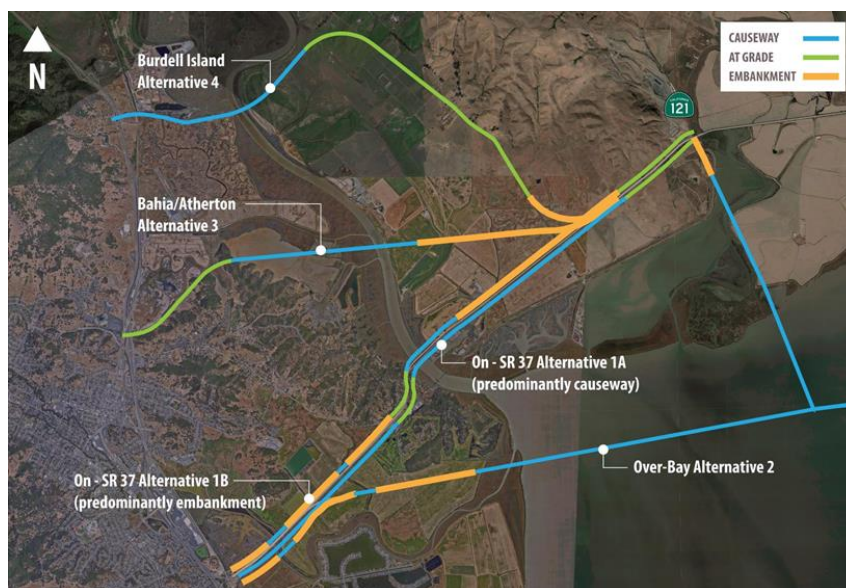 N
Burdell Island
Alternative 4
CAUSEWAY
AT GRADE
EMBANKMENT
CALIFORNIA
121
Bahia/Atherton
Alternative 3
On - SR 37 Alternative 1A
(predominantly causeway)
On - SR 37 Alternative 1B
(predominantly embankment)
Over-Bay Alternative 2